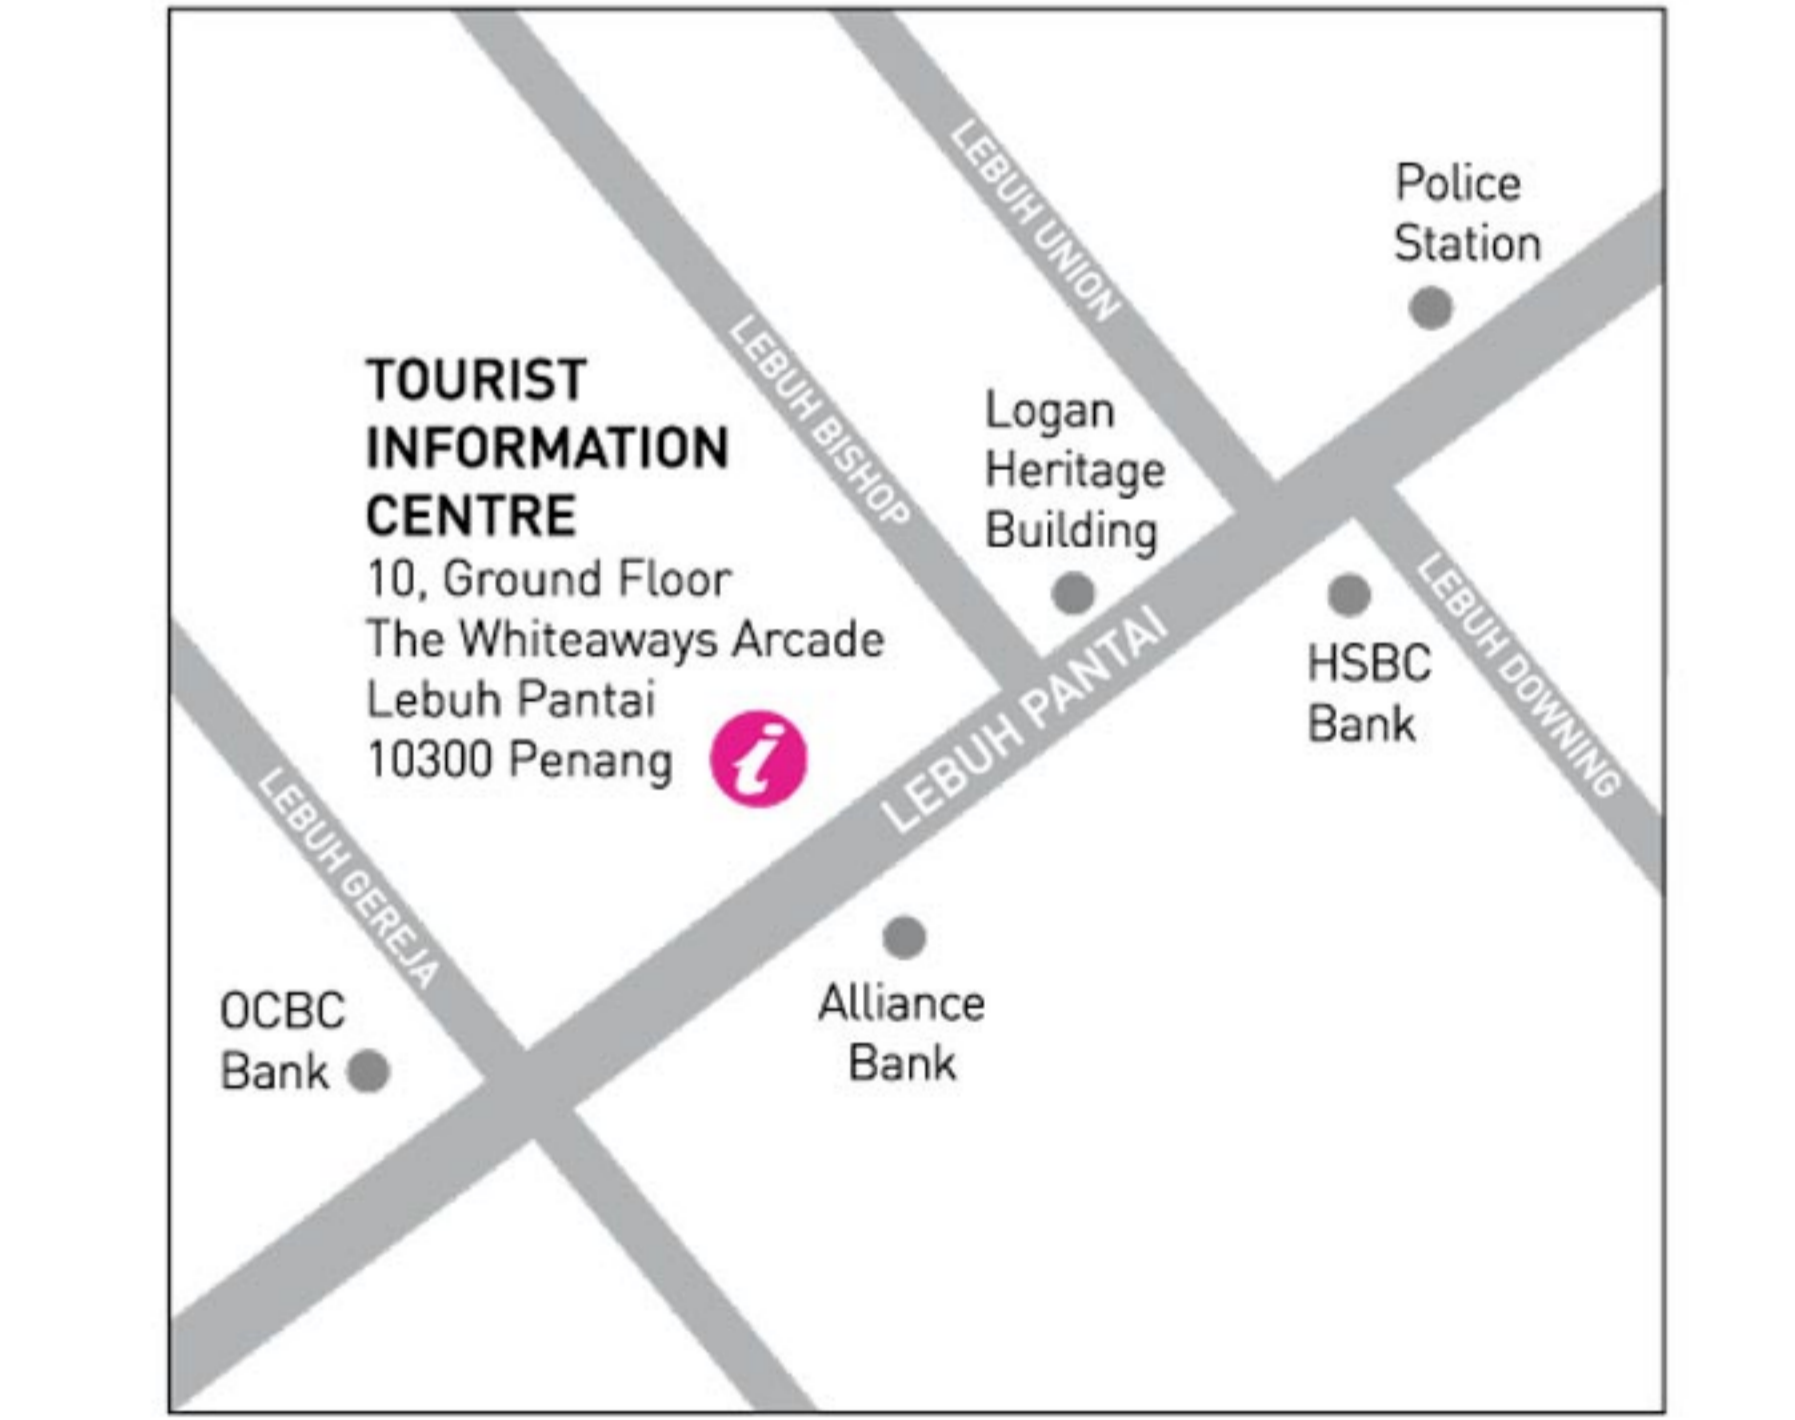 LEBUH UNION
Police
Station
LEBUH BISHOP
TOURIST
INFORMATION
CENTRE
10, Ground Floor
The Whiteaways Arcade
Lebuh Pantai
10300 Penang
i
Logan
Heritage
Building
LEBUH PANTAI
HSBC
Bank
LEBUH DOWNING
LEBUH GEREJA
OCBC
Bank
Alliance
Bank